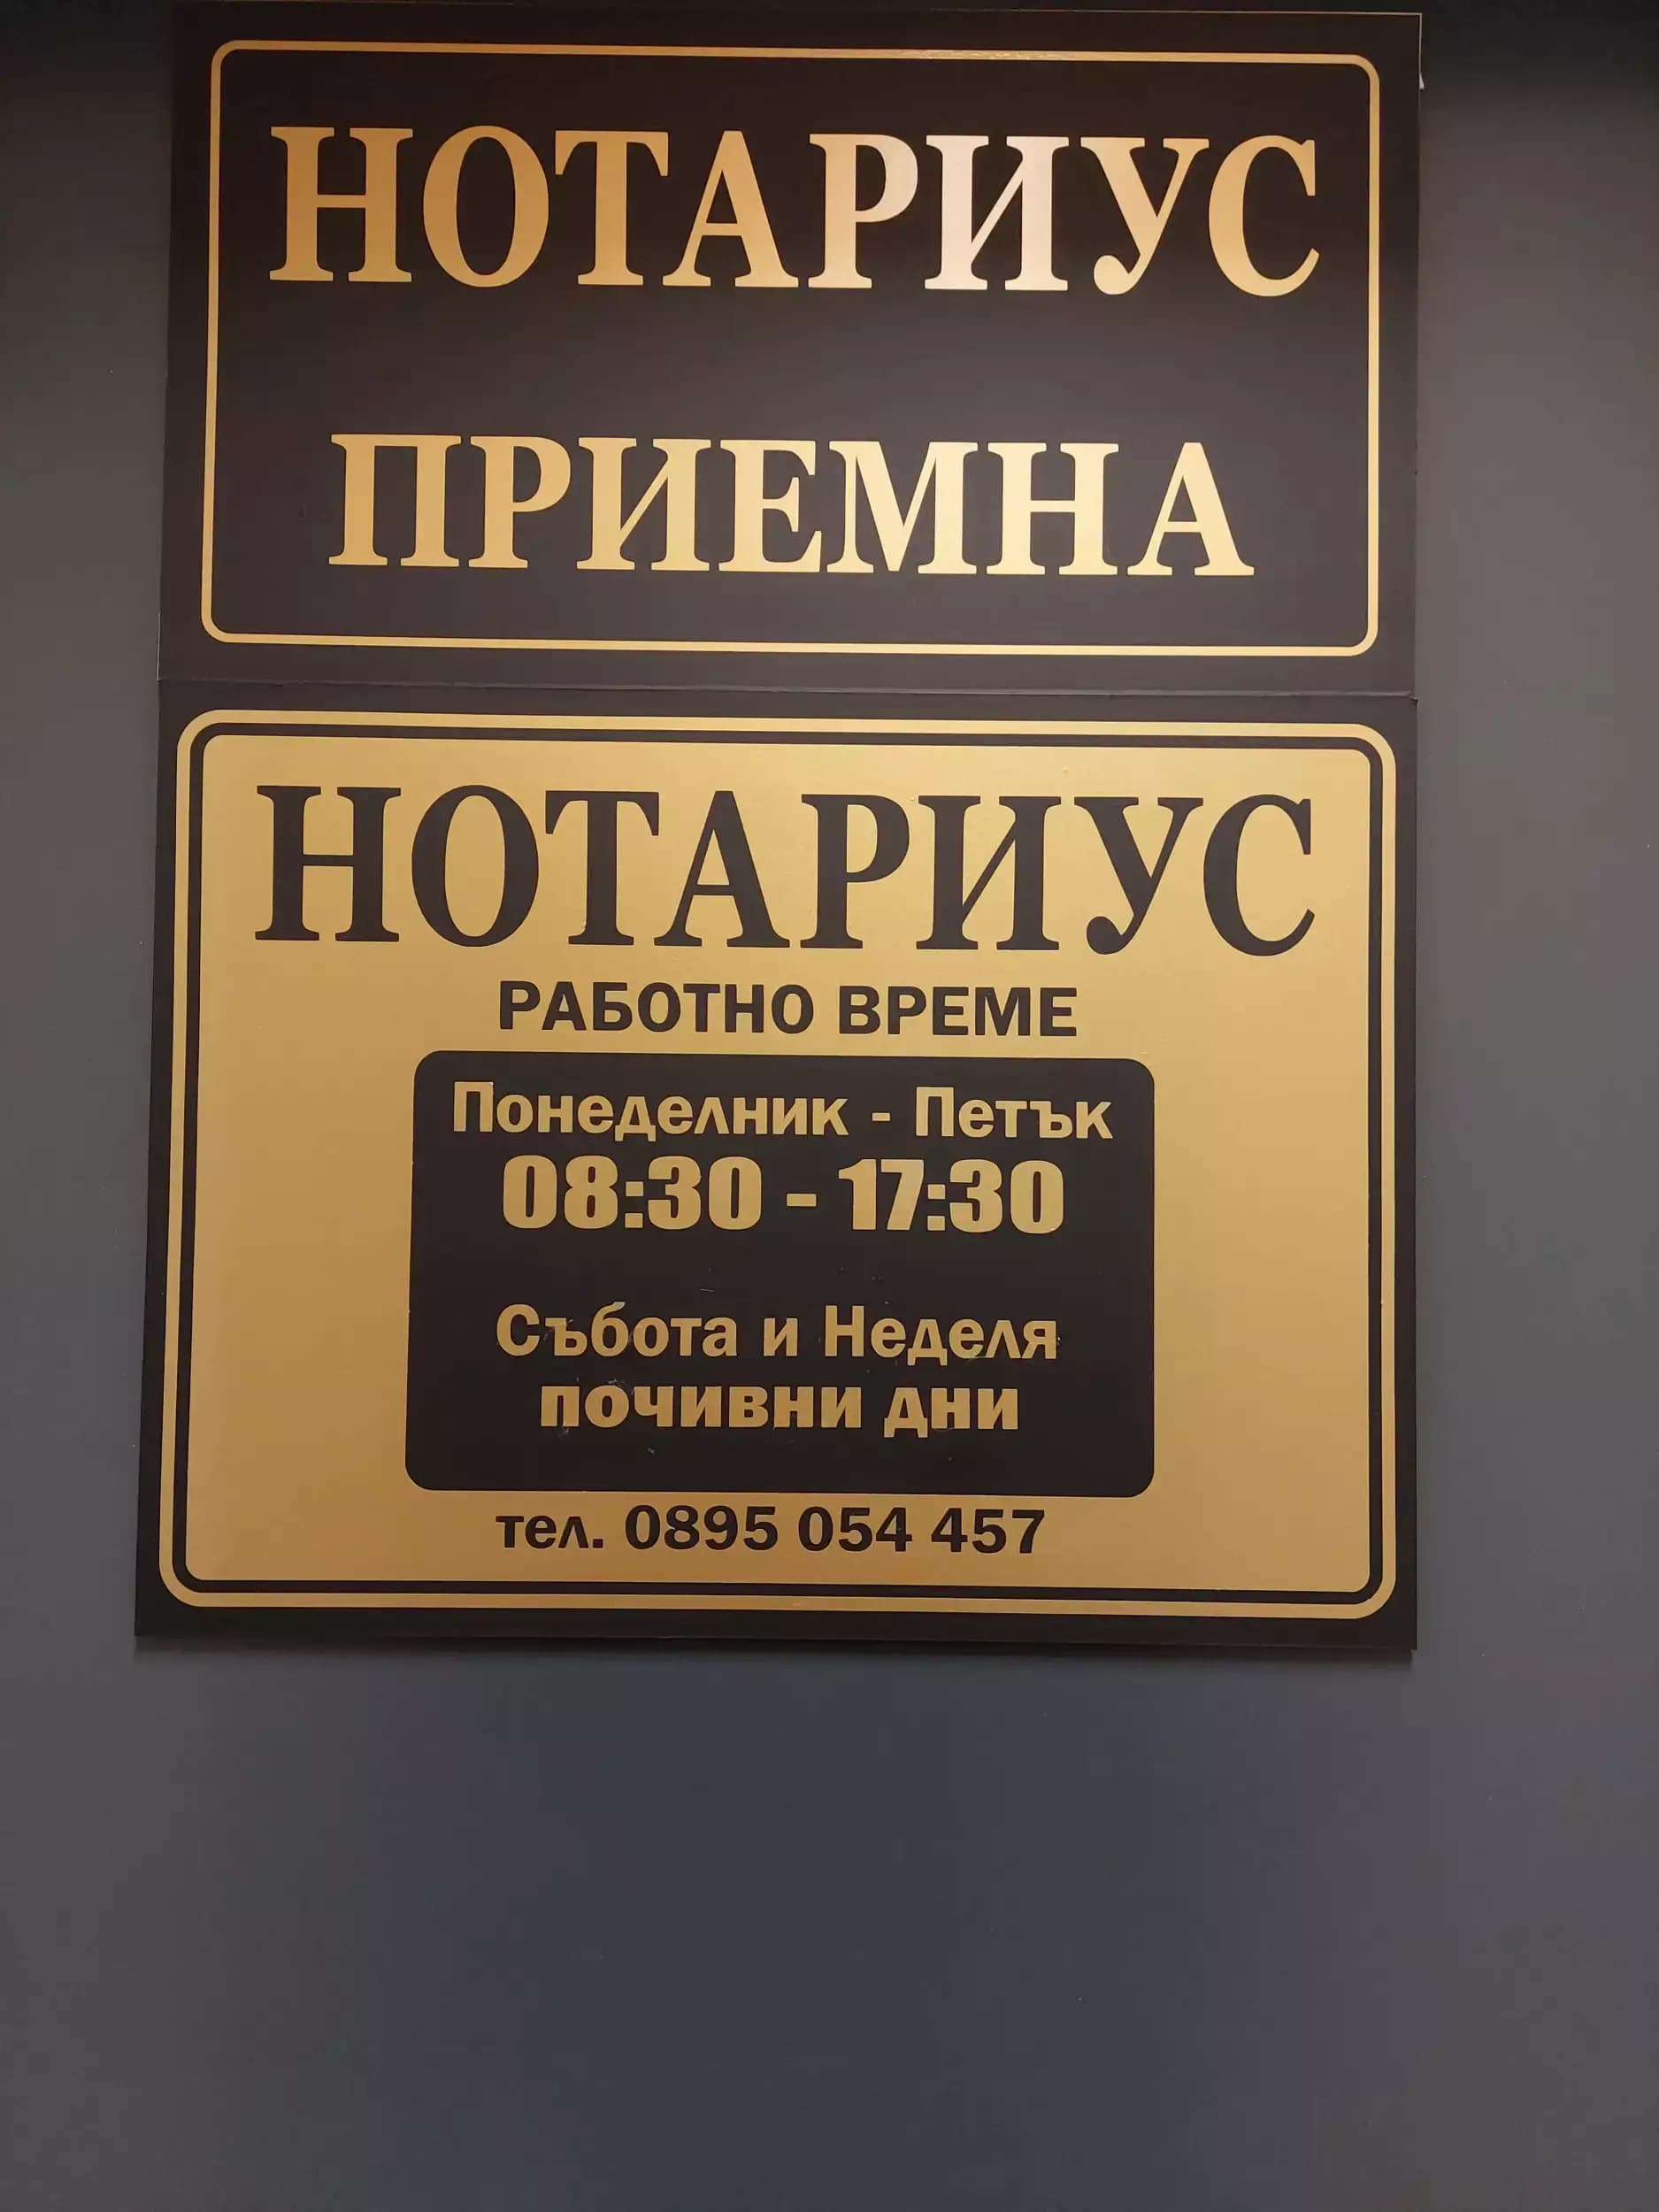 НОТАРИУС
ПРИЕМНА
НОТАРИУС
РАБОТНО ВРЕМЕ
Понеделник - Петък
08:30 - 17:30
Събота и Неделя
почивни дни
тел. 0895 054 457